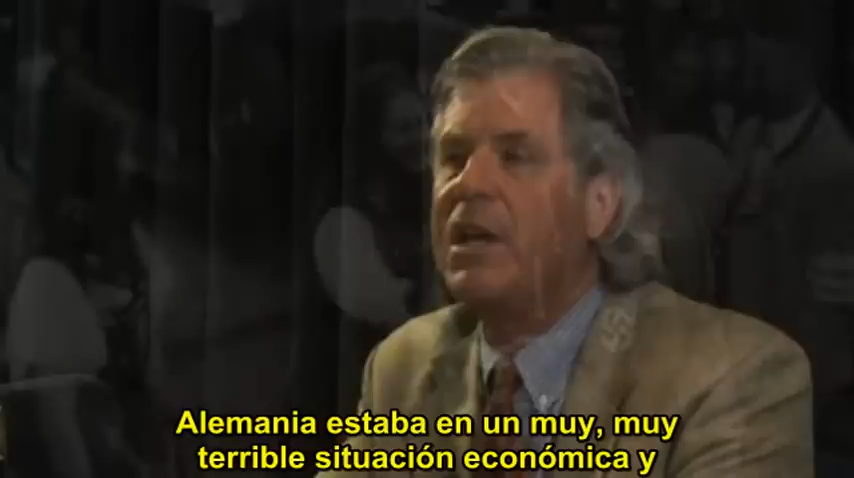 Alemania estaba en un muy, muy
terrible situación económica y